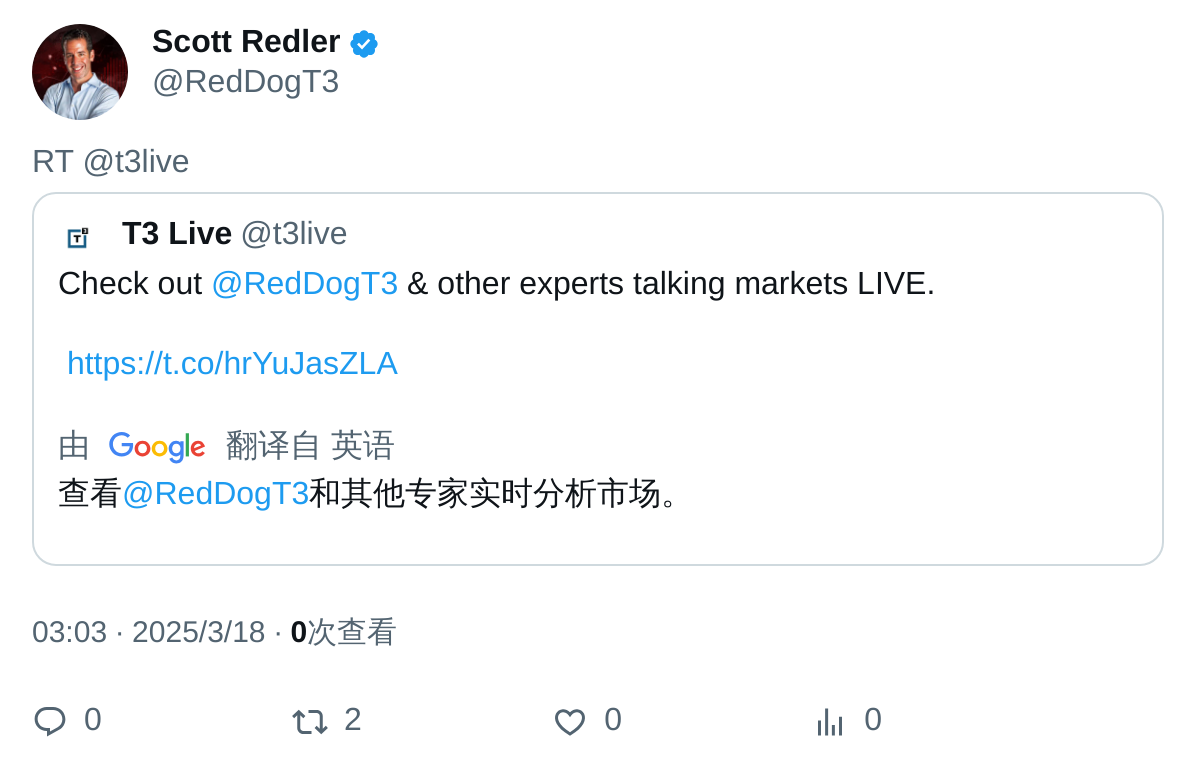 Scott Redler
@RedDogT3
RT @t3live
T3 Live @t3live
Check out @RedDogT3 & other experts talking markets LIVE.
https://t.co/hrYuJasZLA
由 Google 翻译自 英语
查看@RedDogT3和其他专家实时分析市场。
03:03 · 2025/3/18 · 0次查看
0 2 0 0